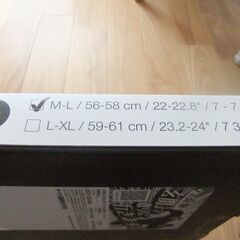 M-L / 56-58 cm / 22-22.8" / 7 - 7
L-XL / 59-61 cm / 23.2-24" / 7 3